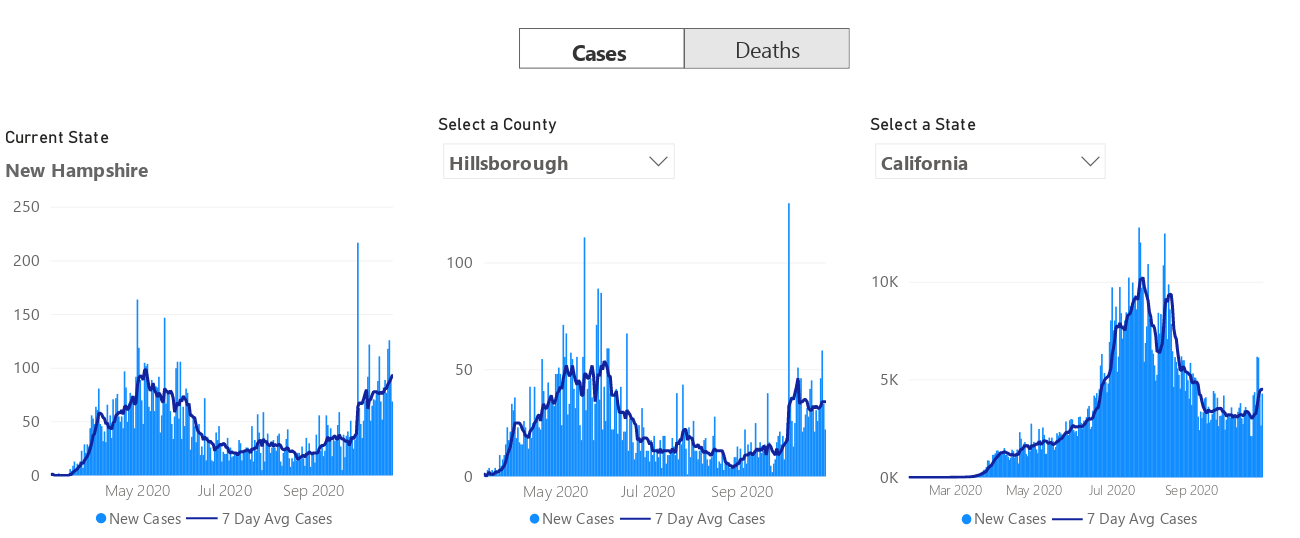 Cases Deaths
Current State
New Hampshire
250
200
150
100
50
0
May 2020 Jul 2020 Sep 2020
New Cases 7 Day Avg Cases
Select a County
Hillsborough
100
50
0
May 2020 Jul 2020 Sep 2020
New Cases 7 Day Avg Cases
Select a State
California
10K
5K
0K
Mar 2020 May 2020 Jul 2020 Sep 2020
New Cases 7 Day Avg Cases